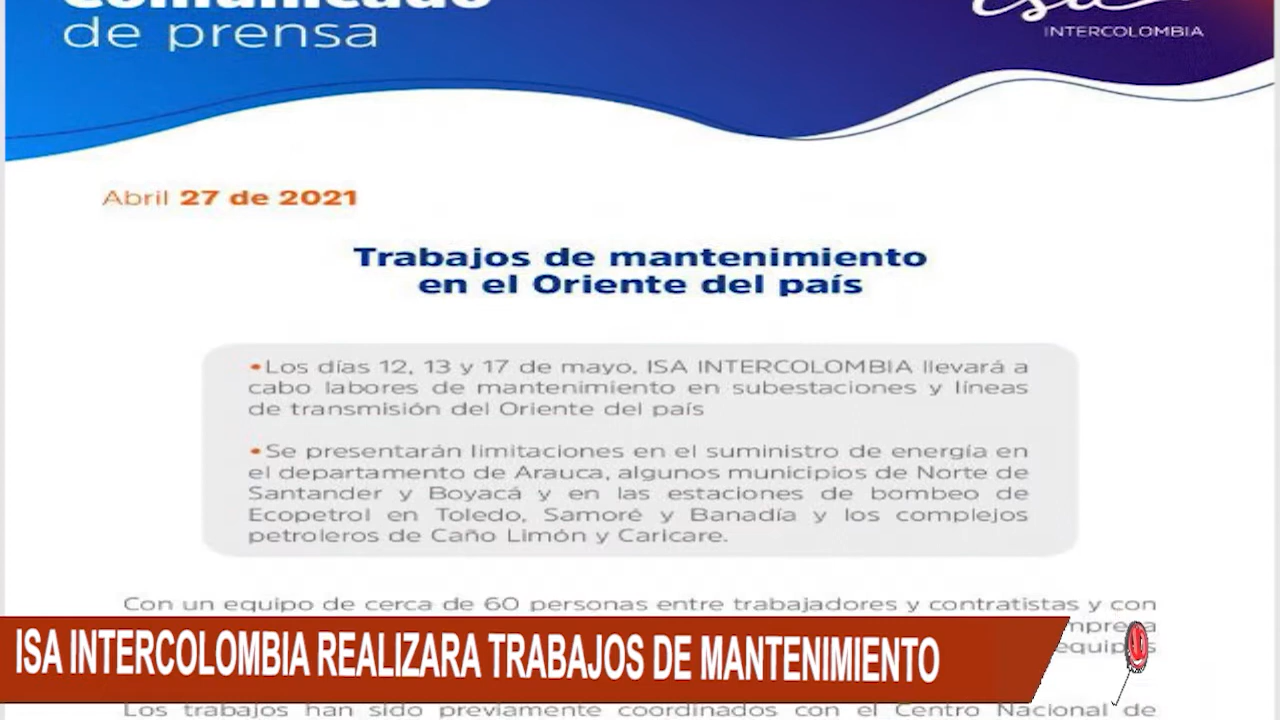 Comunicado
de prensa
isa
INTERCOLOMBIA
Abril 27 de 2021
Trabajos de mantenimiento
en el Oriente del país
•Los días 12, 13 y 17 de mayo, ISA INTERCOLOMBIA llevará a
cabo labores de mantenimiento en subestaciones y líneas
de transmisión del Oriente del país
•Se presentarán limitaciones en el suministro de energía en
el departamento de Arauca, algunos municipios de Norte de
Santander y Boyacá y en las estaciones de bombeo de
Ecopetrol en Toledo, Samoré y Banadía y los complejos
petroleros de Caño Limón y Caricare.
Con un equipo de cerca de 60 personas entre trabajadores y contratistas y con
ISA INTERCOLOMBIA REALIZARA TRABAJOS DE MANTENIMIENTO
Los trabajos han sido previamente coordinados con el Centro Nacional de